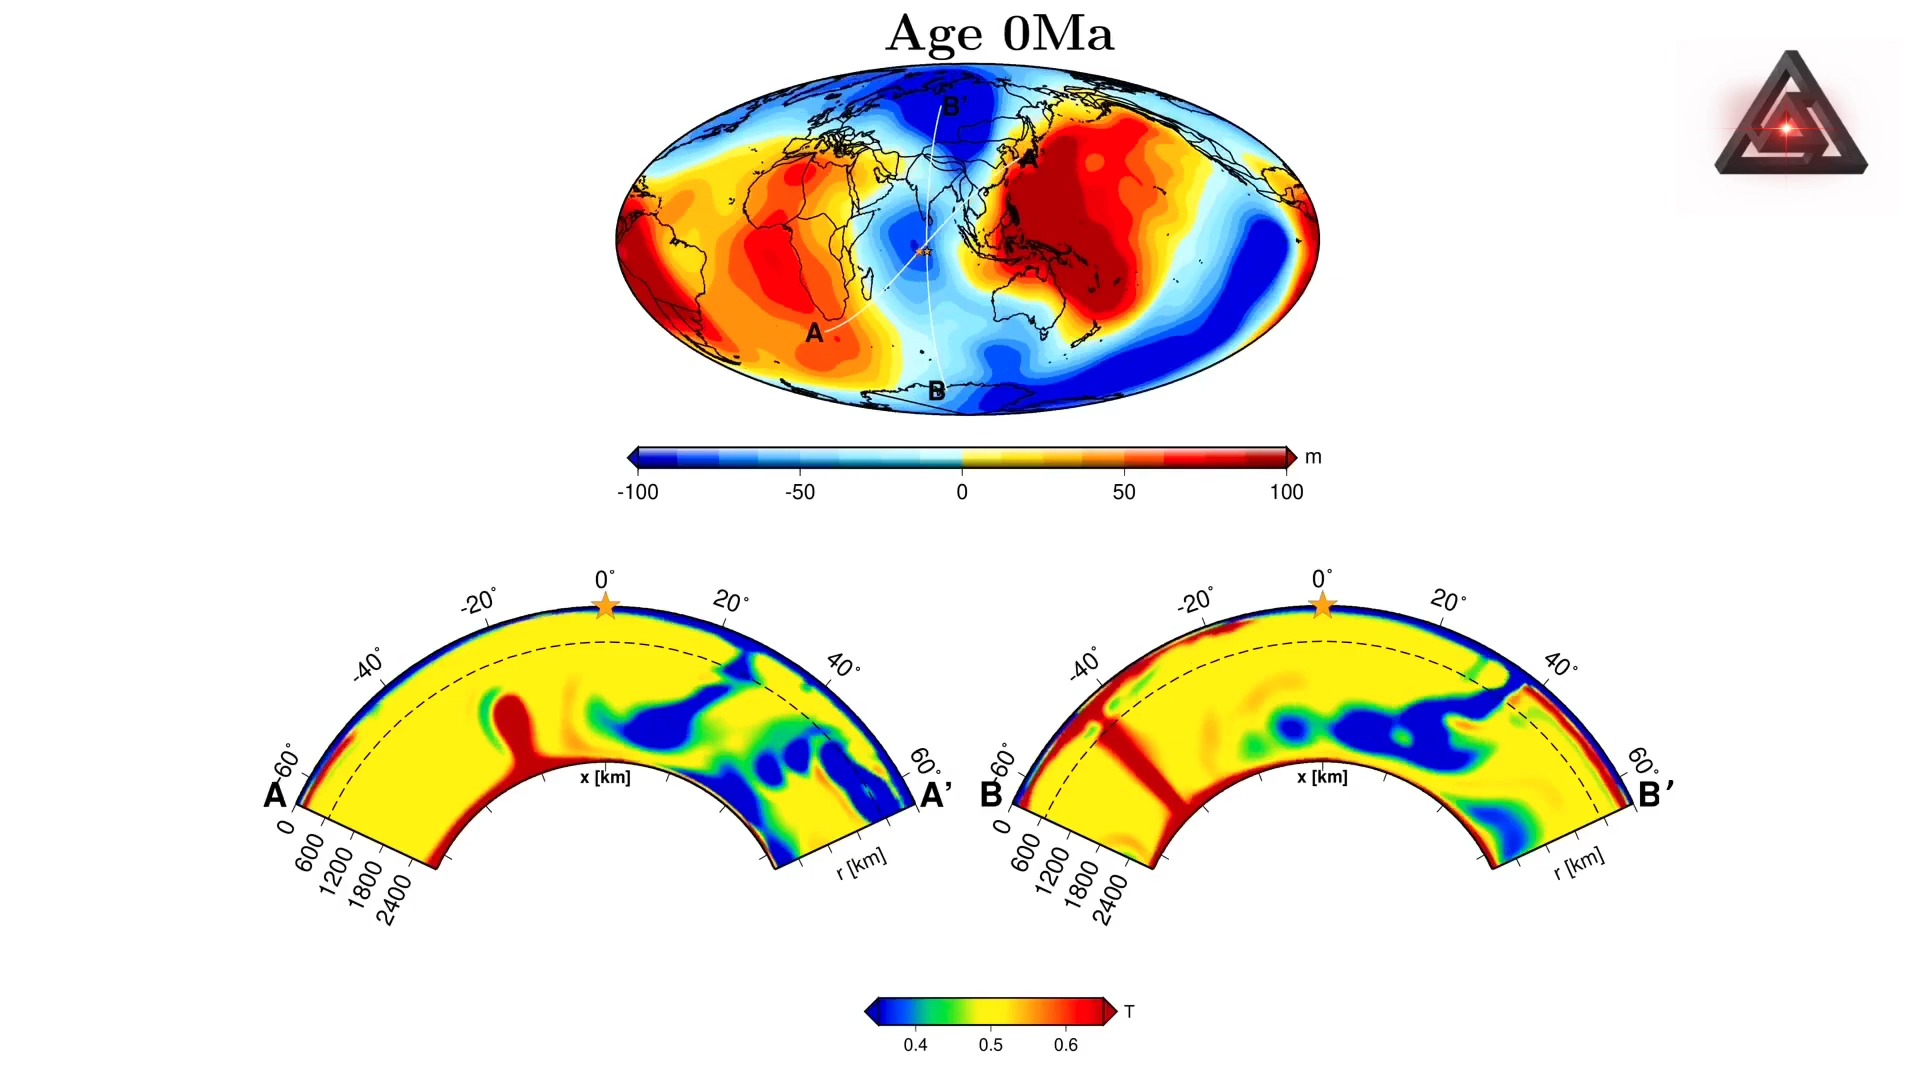 Age 0Ma
B'
A'
A
B
m
-100 -50 0 50 100
0° 0°
-20° 20° -20° 20°
-40° 40° -40° 40°
-60° 60° -60° 60°
A x [km] A' B x [km] B'
0 600 1200 1800 2400 r [km] 0 600 1200 1800 2400 r [km]
T
0.4 0.5 0.6